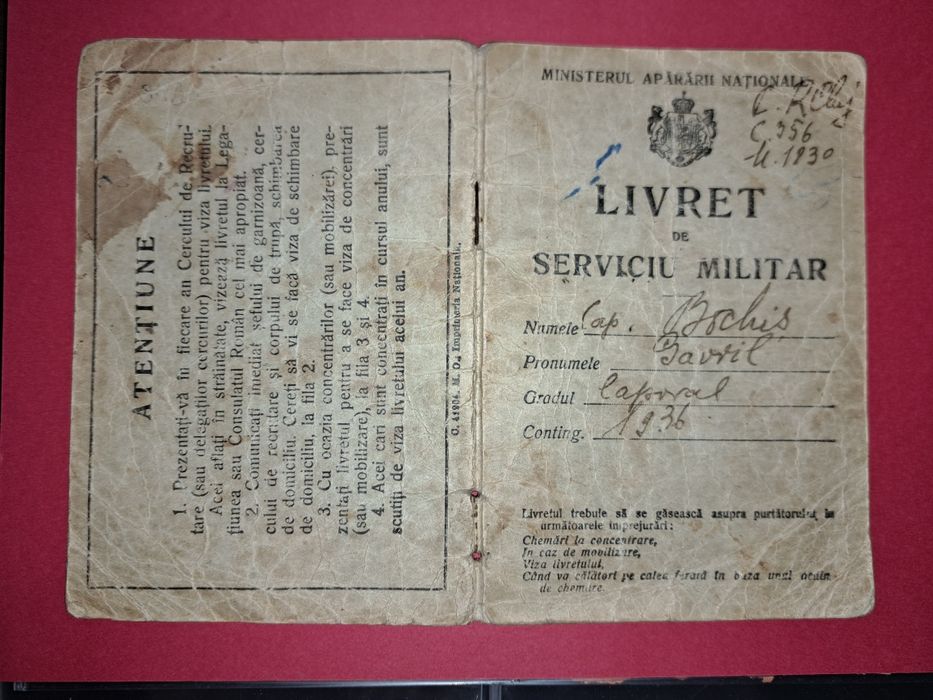 ATENȚIUNE
1. Prezentați-vă în fiecare an Cercului de Recru-
tare (sau delegaților cercurilor) pentru viza livretului.
Acei aflați în străinătate, vizează livretul la Lega-
țiunea sau Consulatul Român cel mai apropiat.
2. Comunicați imediat șefului de garnizoană, cer-
cului de recrutare și corpului de trupă, schimbarea
de domiciliu. Cereți să vi se facă viza de schimbare
de domiciliu, la fila 2.
3. Cu ocazia concentrărilor (sau mobilizărei) pre-
zentați livretul pentru a se face viza de concentrări
(sau mobilizare), la fila 3 și 4.
4. Acei cari sunt concentrați în cursul anului, sunt
scutiți de viza livretului acelui an.
C. 41904. M. O., Imprimeria Națională.
MINISTERUL APĂRĂRII NAȚIONALE
C. 356
M. 1930
LIVRET
DE
SERVICIU MILITAR
Numele Cap. Bochiș
Pronumele Gavril
Gradul Caporal
Conting. 1936
Livretul trebuie să se găsească asupra purtătorului, în
următoarele împrejurări:
Chemări la concentrare,
In caz de mobilizare,
Viza livretului,
Când va călători pe calea ferată în baza unui ordin
de chemare.